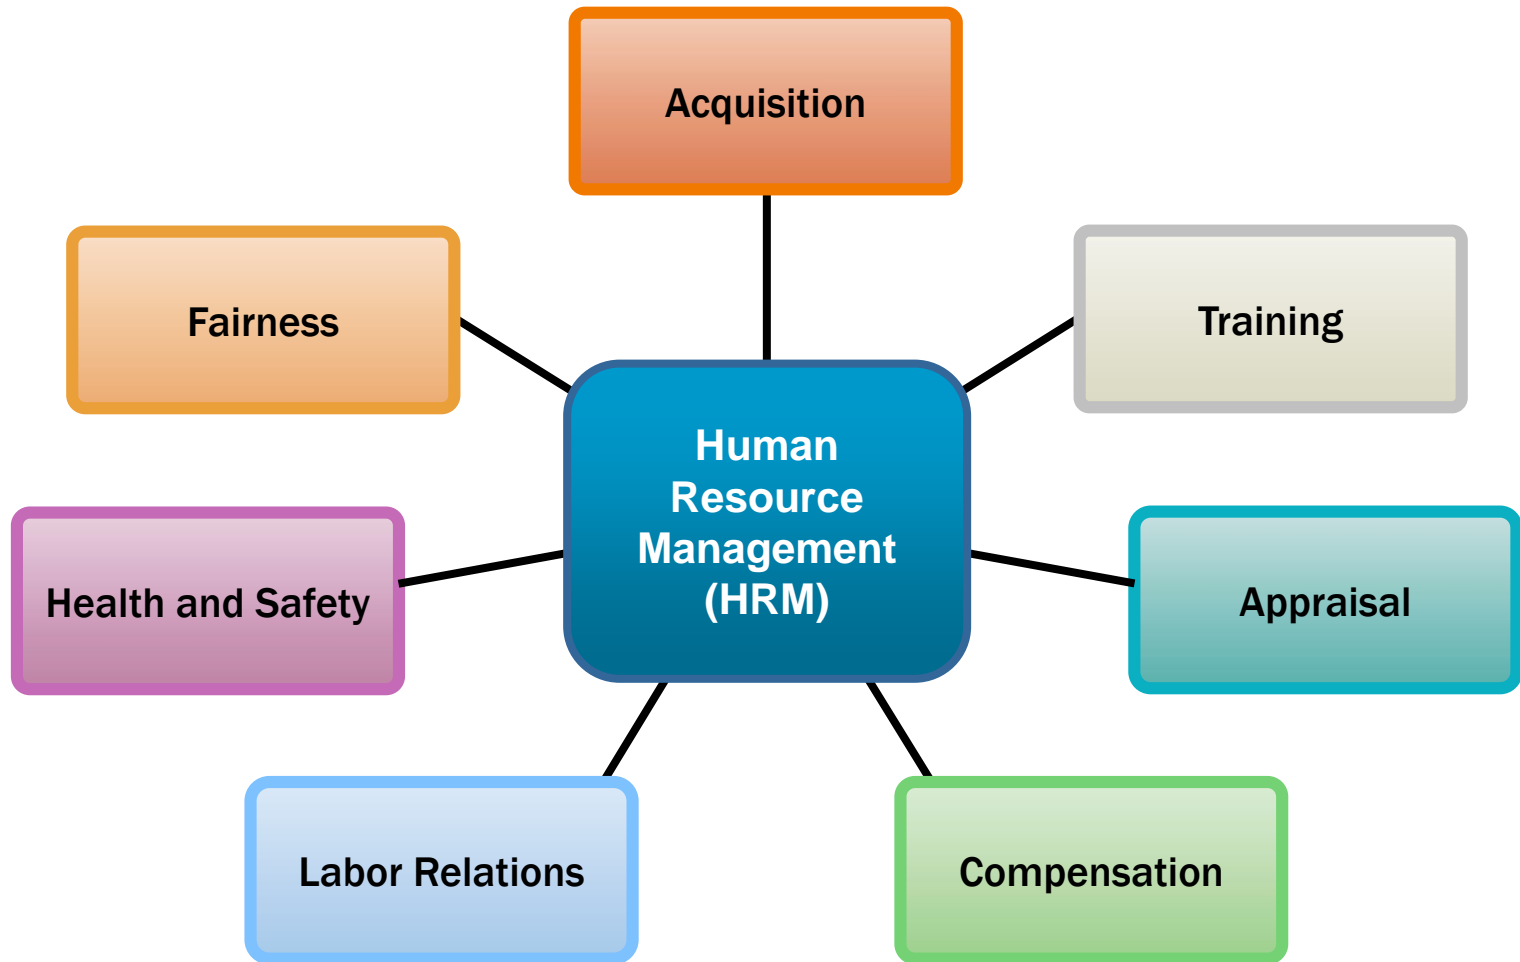 Acquisition
Fairness
Training
Human
Resource
Management
(HRM)
Health and Safety
Appraisal
Labor Relations
Compensation